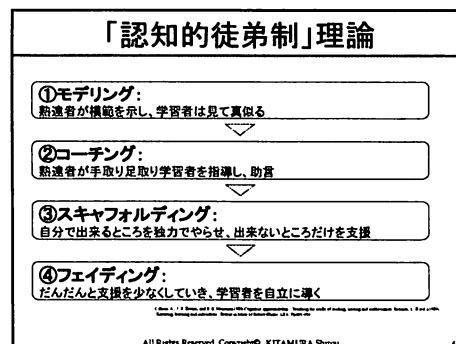 「認知的徒弟制」理論
①モデリング:
熟達者が模範を示し、学習者は見て真似る
②コーチング:
熟達者が手取り足取り学習者を指導し、助言
③スキャフォルディング:
自分で出来るところを独力でやらせ、出来ないところだけを支援
④フェイディング:
だんだんと支援を少なくしていき、学習者を自立に導く
All Rights Reserved, Copyright©, KITAMURA Shirou